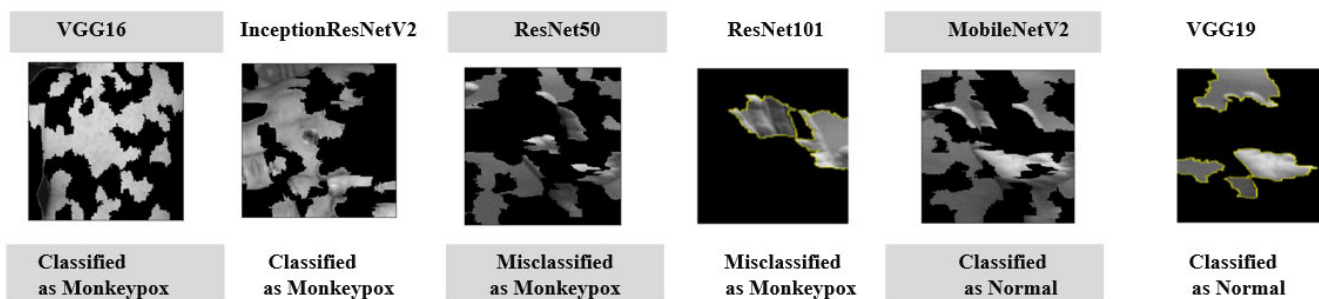 VGG16
InceptionResNetV2
ResNet50
ResNet101
MobileNetV2
VGG19
Classified
as Monkeypox
Classified
as Monkeypox
Misclassified
as Monkeypox
Misclassified
as Monkeypox
Classified
as Normal
Classified
as Normal